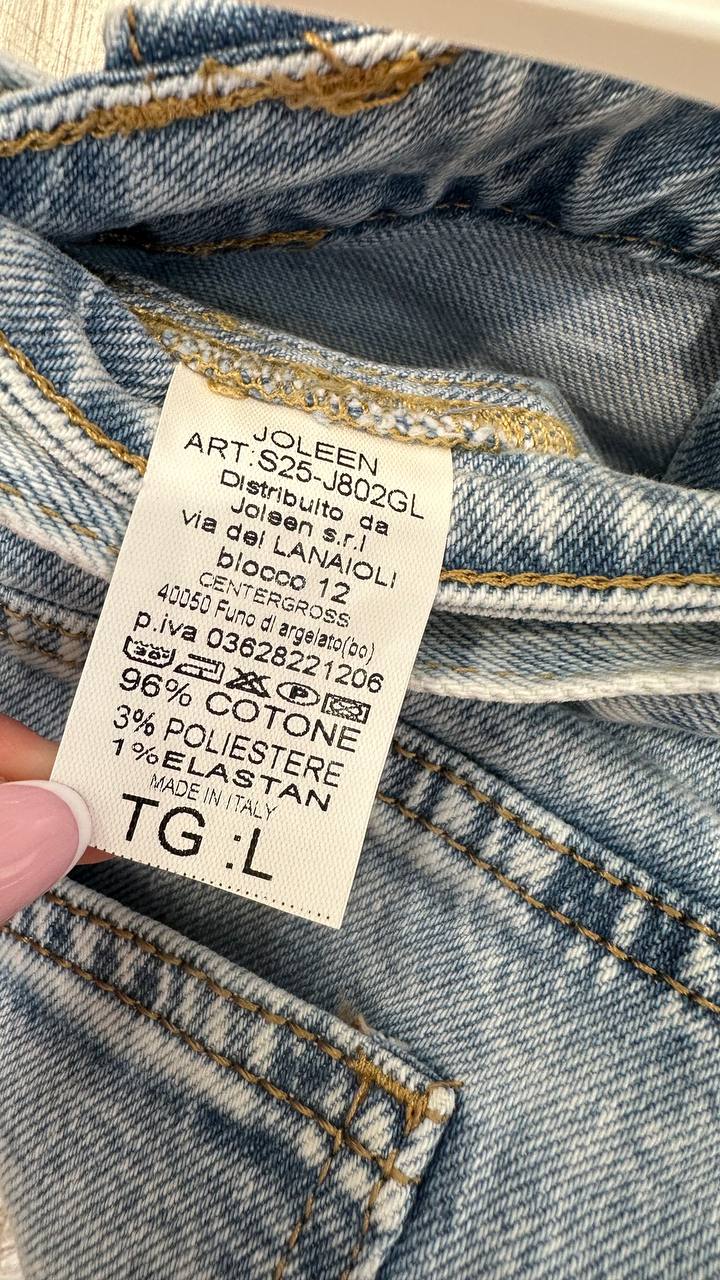 JOLEEN
ART:S25-J802GL
Distribuito da
Joleen s.r.l
via dei LANAIOLI
blocco 12
CENTERGROSS
40050 Funo di argelato(bo)
p.iva 03628221206
96% COTONE
3% POLIESTERE
1%ELASTAN
MADE IN ITALY
TG :L